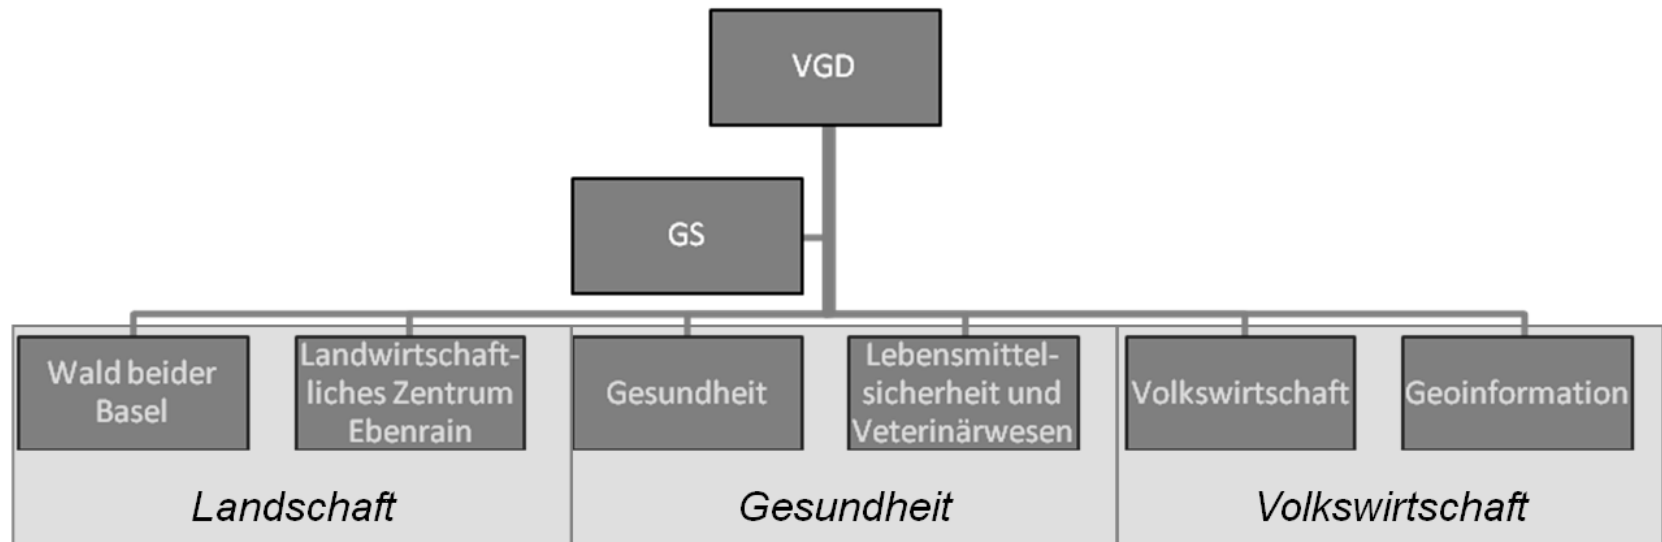 VGD
GS
Wald beider
Basel
Landwirtschaft-
liches Zentrum
Ebenrain
Gesundheit
Lebensmittel-
sicherheit und
Veterinärwesen
Volkswirtschaft
Geoinformation
Landschaft
Gesundheit
Volkswirtschaft